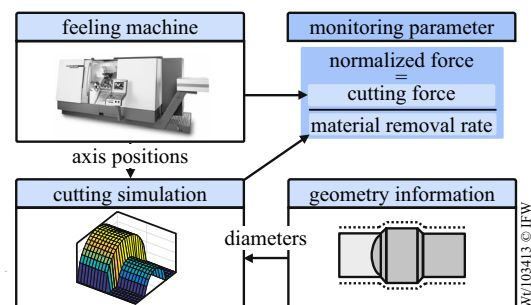 feeling machine
monitoring parameter
normalized force
=
cutting force
material removal rate
axis positions
cutting simulation
geometry information
diameters
/103413 © IFW